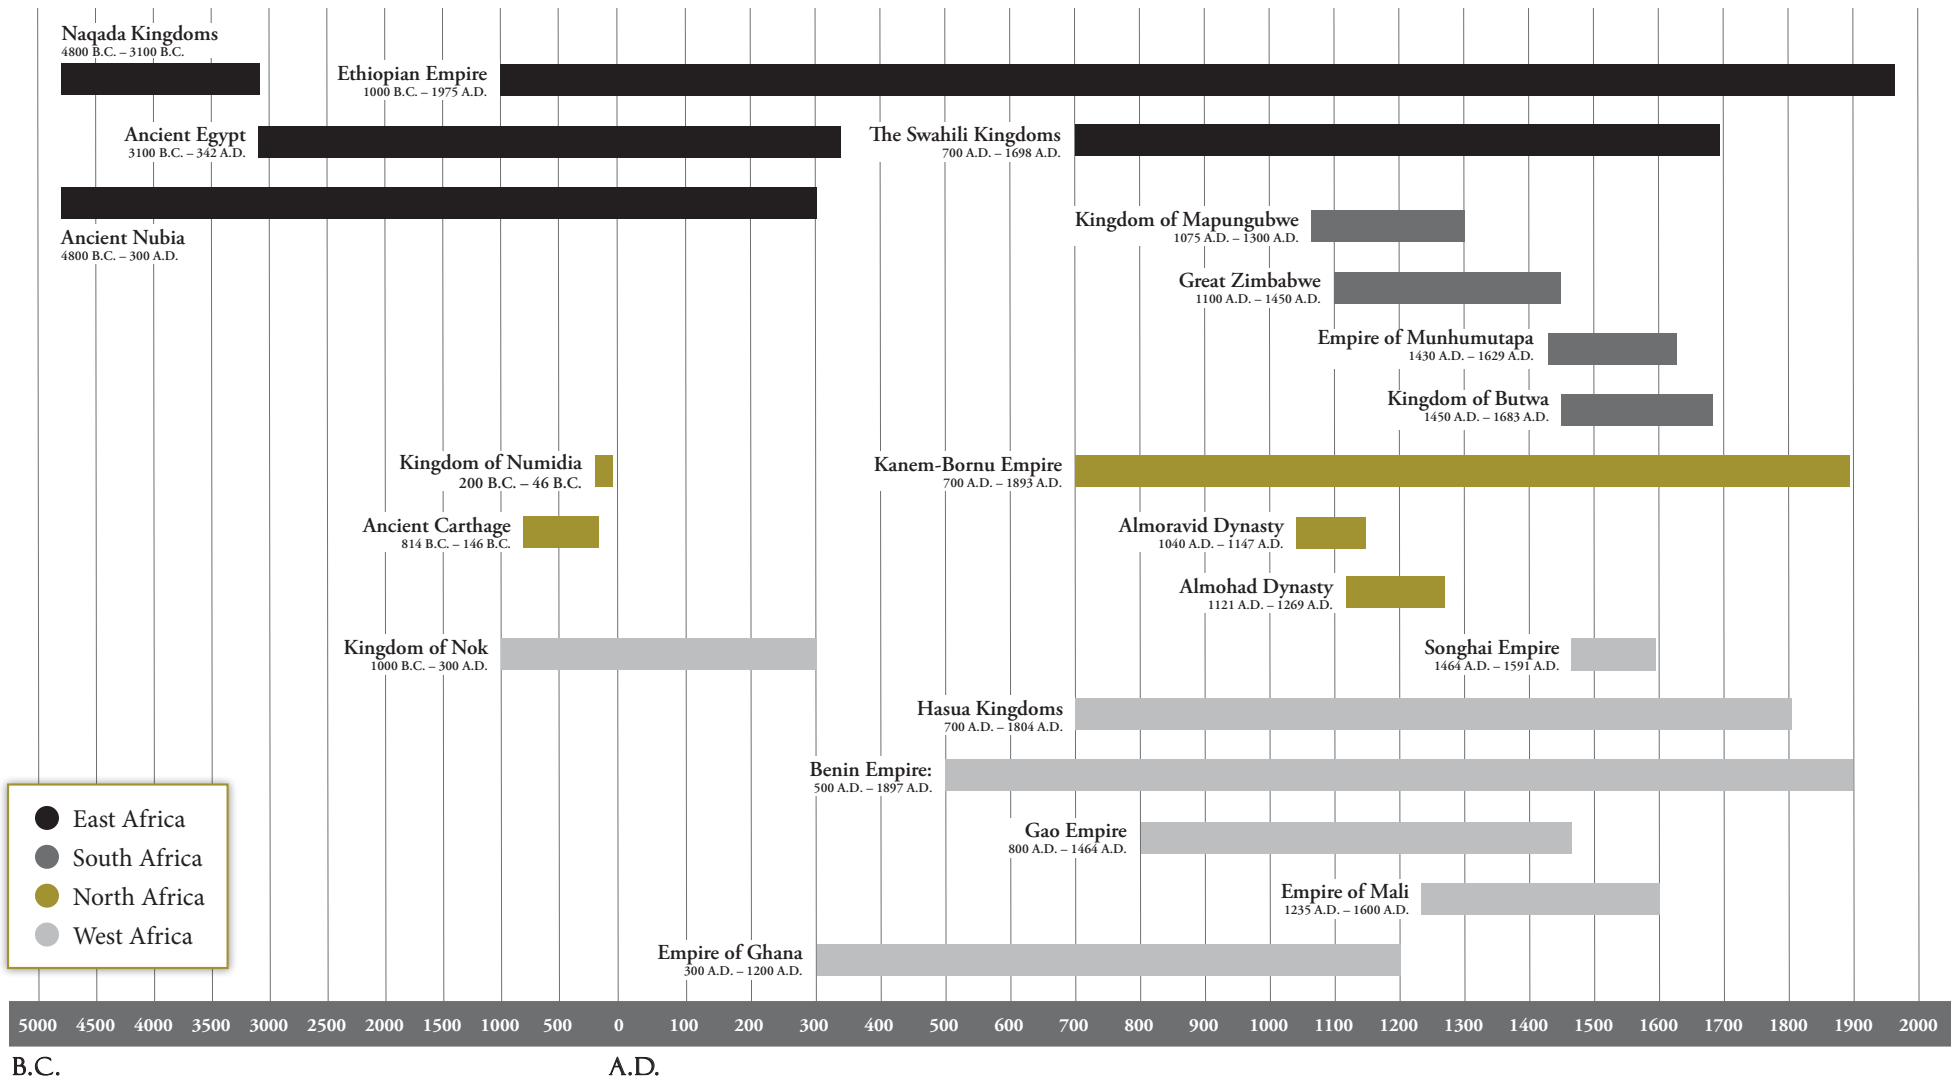 Naqada Kingdoms
4800 B.C. – 3100 B.C.
Ethiopian Empire
1000 B.C. – 1975 A.D.
Ancient Egypt
3100 B.C. – 342 A.D.
The Swahili Kingdoms
700 A.D. – 1698 A.D.
Ancient Nubia
4800 B.C. – 300 A.D.
Kingdom of Mapungubwe
1075 A.D. – 1300 A.D.
Great Zimbabwe
1100 A.D. – 1450 A.D.
Empire of Munhumutapa
1430 A.D. – 1629 A.D.
Kingdom of Butwa
1450 A.D. – 1683 A.D.
Kingdom of Numidia
200 B.C. – 46 B.C.
Kanem-Bornu Empire
700 A.D. – 1893 A.D.
Ancient Carthage
814 B.C. – 146 B.C.
Almoravid Dynasty
1040 A.D. – 1147 A.D.
Almohad Dynasty
1121 A.D. – 1269 A.D.
Kingdom of Nok
1000 B.C. – 300 A.D.
Songhai Empire
1464 A.D. – 1591 A.D.
Hasua Kingdoms
700 A.D. – 1804 A.D.
Benin Empire:
500 A.D. – 1897 A.D.
Gao Empire
800 A.D. – 1464 A.D.
Empire of Mali
1235 A.D. – 1600 A.D.
Empire of Ghana
300 A.D. – 1200 A.D.
East Africa
South Africa
North Africa
West Africa
5000 4500 4000 3500 3000 2500 2000 1500 1000 500 0 100 200 300 400 500 600 700 800 900 1000 1100 1200 1300 1400 1500 1600 1700 1800 1900 2000
B.C. A.D.